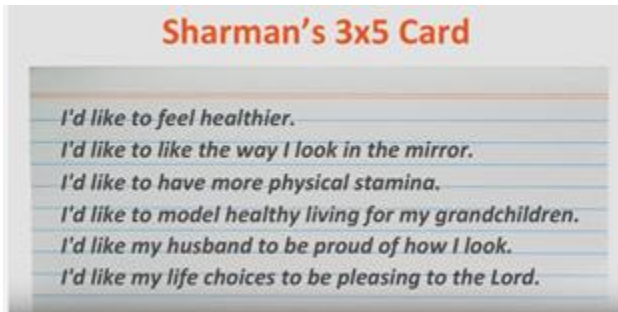 Sharman's 3x5 Card
I'd like to feel healthier.
I'd like to like the way I look in the mirror.
I'd like to have more physical stamina.
I'd like to model healthy living for my grandchildren.
I'd like my husband to be proud of how I look.
I'd like my life choices to be pleasing to the Lord.